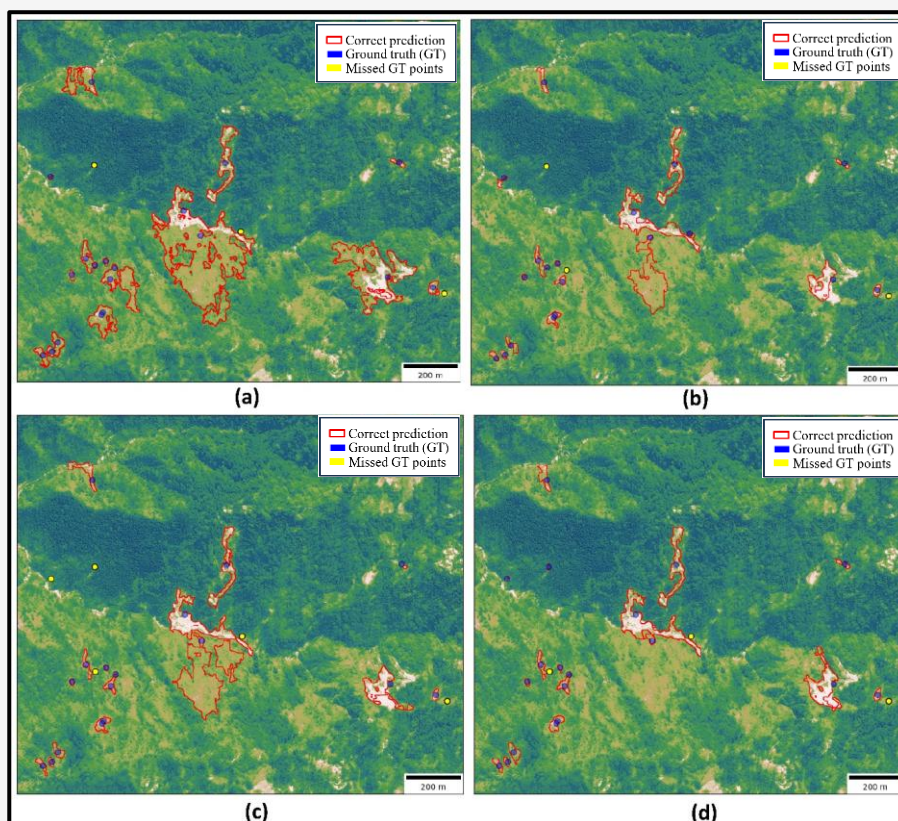 Correct prediction
Ground truth (GT)
Missed GT points
200 m
(a)
Correct prediction
Ground truth (GT)
Missed GT points
200 m
(b)
Correct prediction
Ground truth (GT)
Missed GT points
200 m
(c)
Correct prediction
Ground truth (GT)
Missed GT points
200 m
(d)